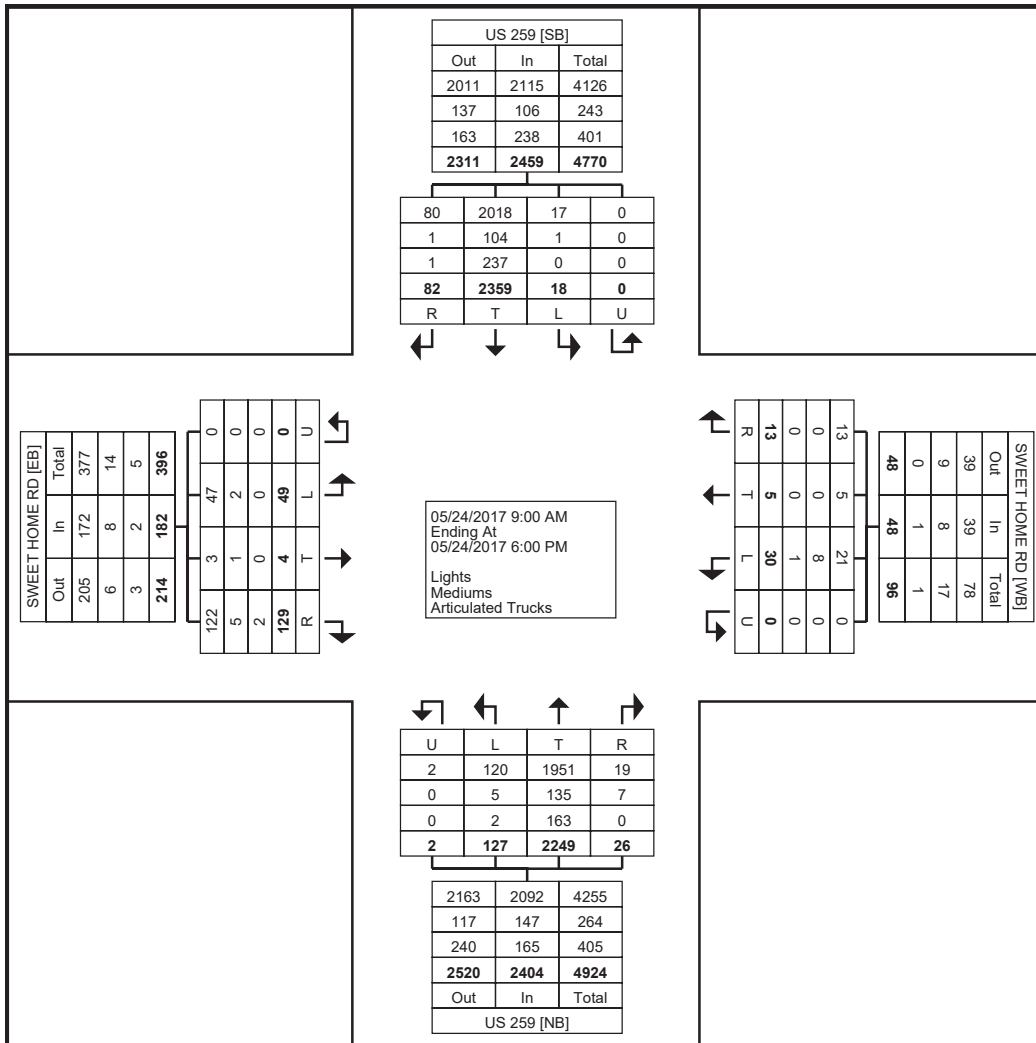 US 259 [SB]
Out In Total
2011 2115 4126
137 106 243
163 238 401
2311 2459 4770
80 2018 17 0
1 104 1 0
1 237 0 0
82 2359 18 0
R T L U
SWEET HOME RD [EB]
Total 377 14 5 396
In 172 8 2 182
Out 205 6 3 214
0 0 0 0 U
47 2 0 49 L
3 1 0 4 T
122 5 2 129 R
05/24/2017 9:00 AM
Ending At
05/24/2017 6:00 PM
Lights
Mediums
Articulated Trucks
R 13 0 0 13
T 5 0 0 5
L 30 1 8 21
U 0 0 0 0
SWEET HOME RD [WB]
Out In Total
39 39 78
9 8 17
0 1 1
48 48 96
U L T R
2 120 1951 19
0 5 135 7
0 2 163 0
2 127 2249 26
2163 2092 4255
117 147 264
240 165 405
2520 2404 4924
Out In Total
US 259 [NB]